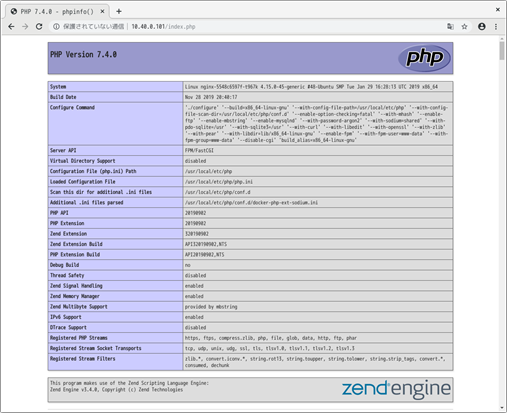 PHP 7.4.0 - phpinfo()
保護されていない通信 | 10.40.0.101/index.php
PHP Version 7.4.0
php
System Linux nginx-5548c6597f-t967k 4.15.0-45-generic #48-Ubuntu SMP Tue Jan 29 16:28:13 UTC 2019 x86_64
Build Date Nov 28 2019 20:40:17
Configure Command './configure' '--build=x86_64-linux-gnu' '--with-config-file-path=/usr/local/etc/php' '--with-config-
file-scan-dir=/usr/local/etc/php/conf.d' '--enable-option-checking=fatal' '--with-mhash' '--enable-
ftp' '--enable-mbstring' '--enable-mysqlnd' '--with-password-argon2' '--with-sodium=shared' '--with-
pdo-sqlite=/usr' '--with-sqlite3=/usr' '--with-curl' '--with-libedit' '--with-openssl' '--with-zlib'
'--with-pear' '--with-libdir=lib/x86_64-linux-gnu' '--enable-fpm' '--with-fpm-user=www-data' '--with-
fpm-group=www-data' '--disable-cgi' 'build_alias=x86_64-linux-gnu'
Server API FPM/FastCGI
Virtual Directory Support disabled
Configuration File (php.ini) Path /usr/local/etc/php
Loaded Configuration File /usr/local/etc/php/php.ini
Scan this dir for additional .ini files /usr/local/etc/php/conf.d
Additional .ini files parsed /usr/local/etc/php/conf.d/docker-php-ext-sodium.ini
PHP API 20190902
PHP Extension 20190902
Zend Extension 320190902
Zend Extension Build API320190902,NTS
PHP Extension Build API20190902,NTS
Debug Build no
Thread Safety disabled
Zend Signal Handling enabled
Zend Memory Manager enabled
Zend Multibyte Support provided by mbstring
IPv6 Support enabled
DTrace Support disabled
Registered PHP Streams https, ftps, compress.zlib, php, file, glob, data, http, ftp, phar
Registered Stream Socket Transports tcp, udp, unix, udg, ssl, tls, tlsv1.0, tlsv1.1, tlsv1.2, tlsv1.3
Registered Stream Filters zlib.*, convert.iconv.*, string.rot13, string.toupper, string.tolower, string.strip_tags, convert.*,
consumed, dechunk
This program makes use of the Zend Scripting Language Engine:
Zend Engine v3.4.0, Copyright (c) Zend Technologies
zend engine